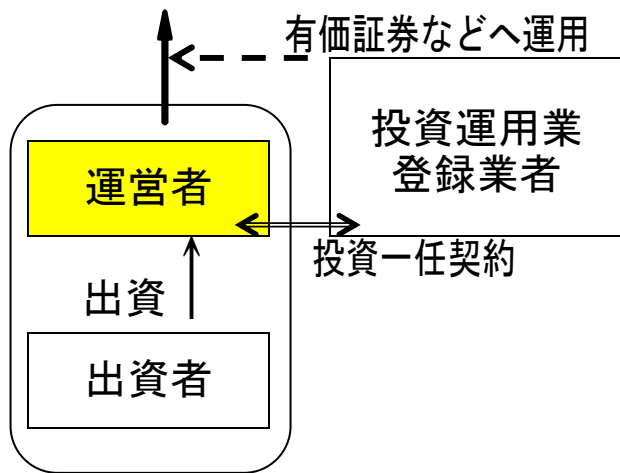 有価証券などへ運用
投資運用業
登録業者
運営者
投資一任契約
出資
出資者